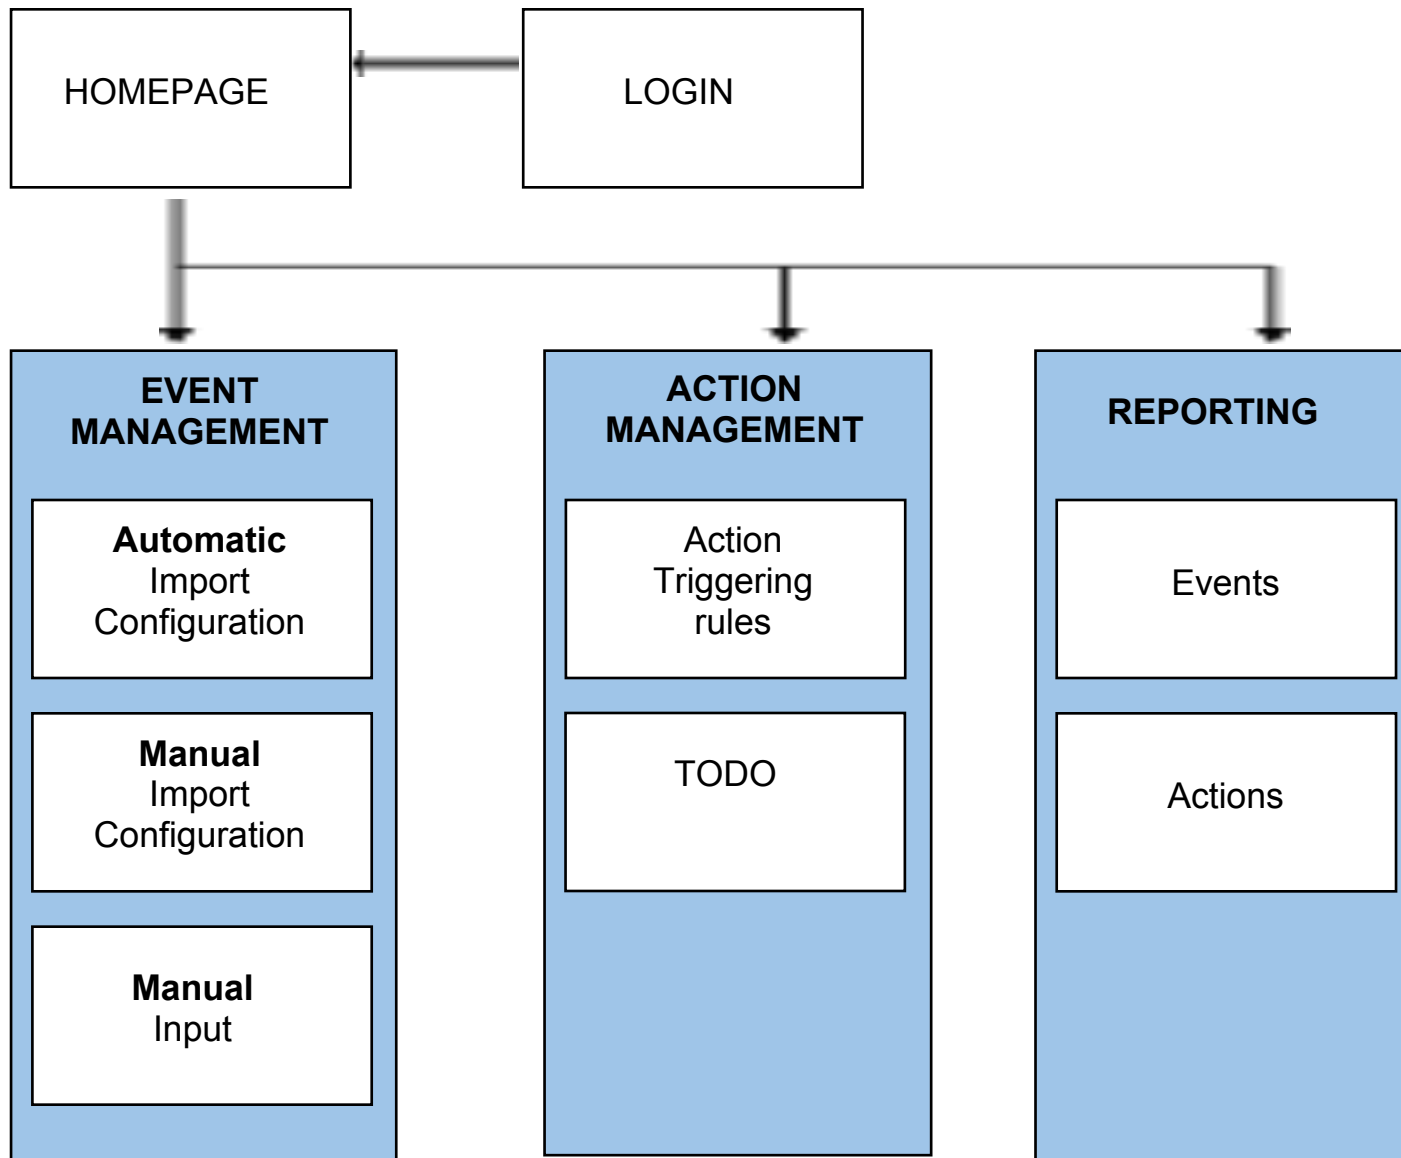 HOMEPAGE
LOGIN
EVENT
MANAGEMENT
Automatic
Import
Configuration
Manual
Import
Configuration
Manual
Input
ACTION
MANAGEMENT
Action
Triggering
rules
TODO
REPORTING
Events
Actions